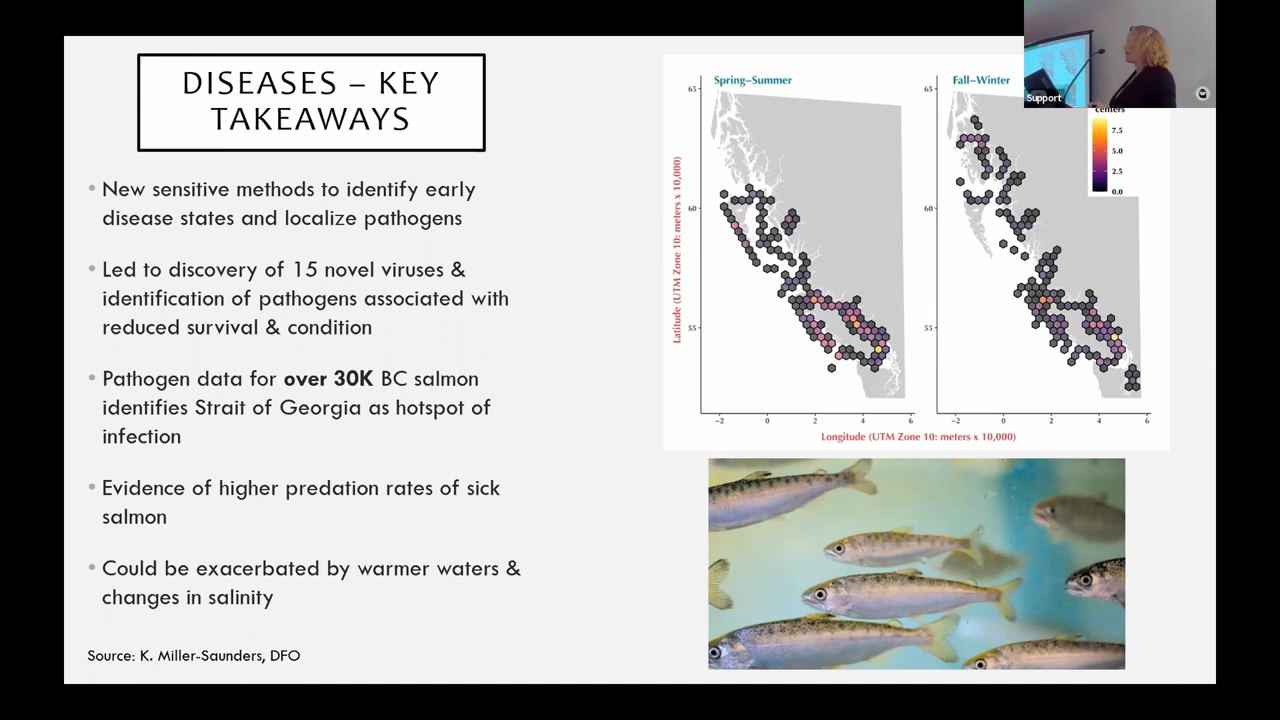 DISEASES – KEY
TAKEAWAYS
• New sensitive methods to identify early
disease states and localize pathogens
• Led to discovery of 15 novel viruses &
identification of pathogens associated with
reduced survival & condition
• Pathogen data for over 30K BC salmon
identifies Strait of Georgia as hotspot of
infection
• Evidence of higher predation rates of sick
salmon
• Could be exacerbated by warmer waters &
changes in salinity
Source: K. Miller-Saunders, DFO
Spring–Summer
65
60
55
Latitude (UTM Zone 10: meters x 10,000)
−2 0 2 4 6
Fall–Winter
65
60
55
−2 0 2 4 6
Longitude (UTM Zone 10: meters x 10,000)
centers
7.5
5.0
2.5
0.0
Support